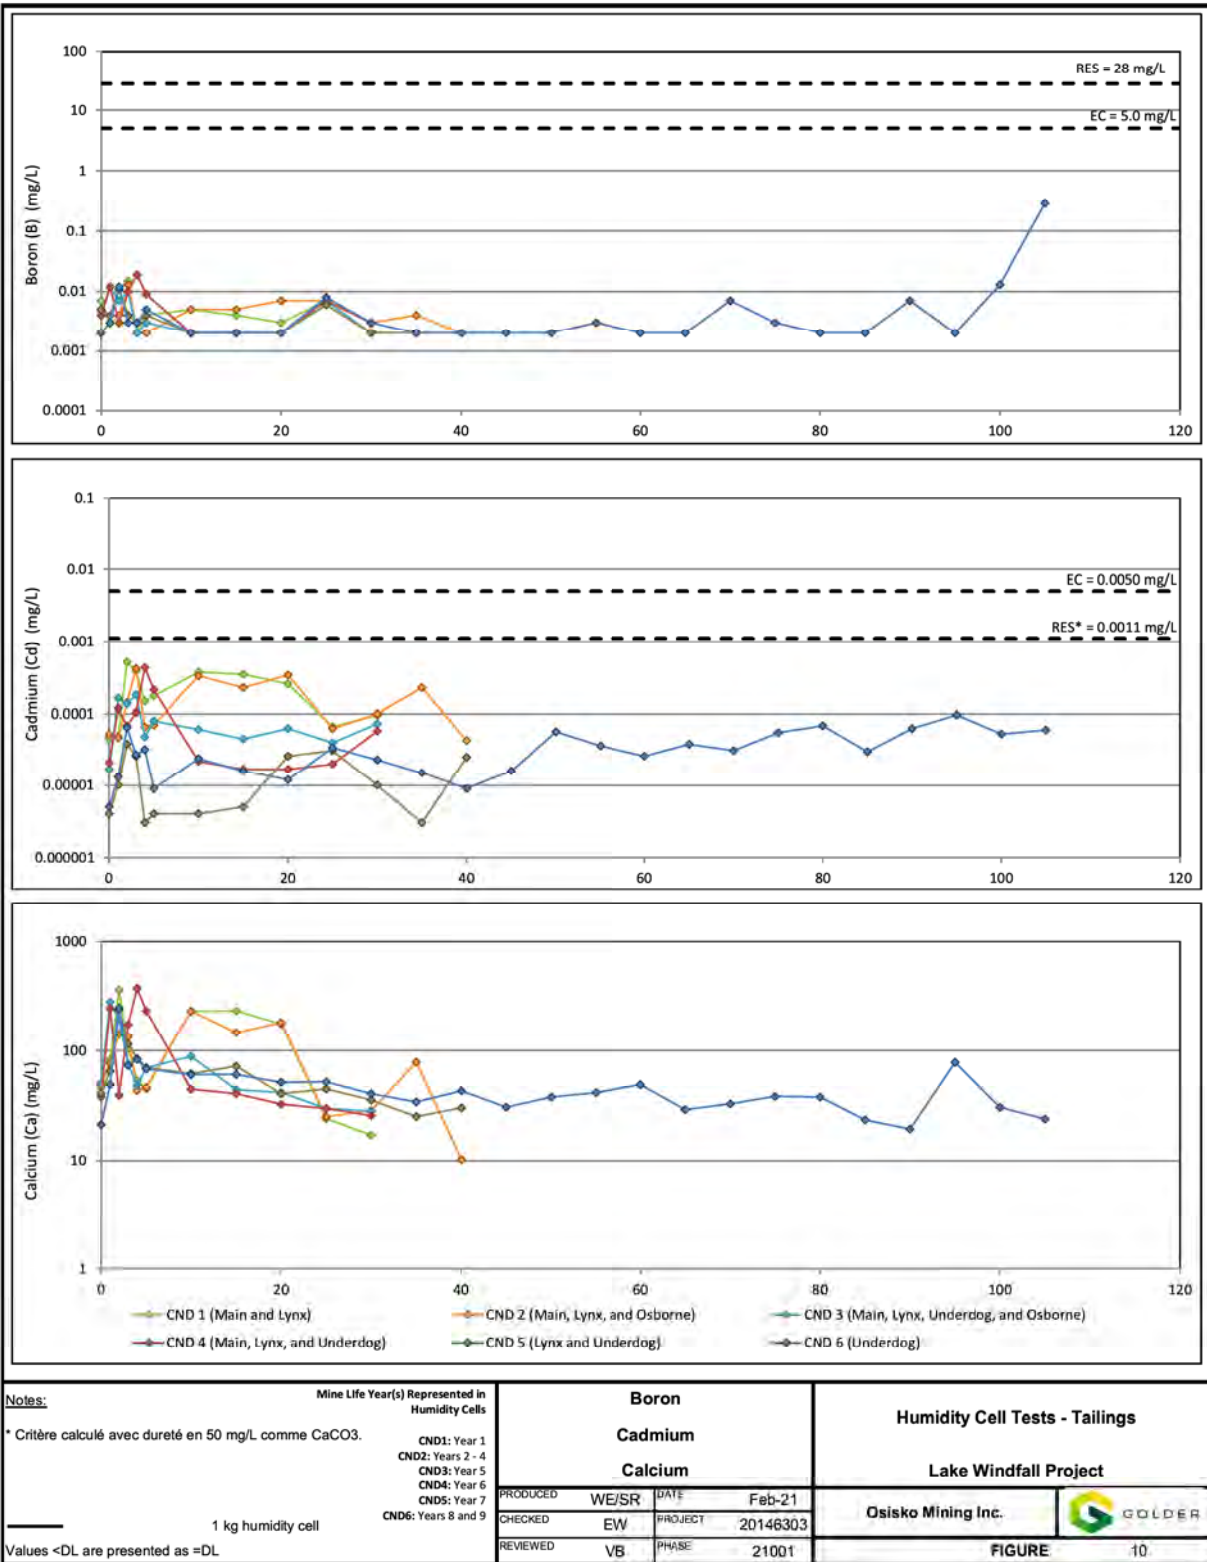 100
10
1
0.1
0.01
0.001
0.0001
Boron (B) (mg/L)
RES = 28 mg/L
EC = 5.0 mg/L
0 20 40 60 80 100 120
0.1
0.01
0.001
0.0001
0.00001
0.000001
Cadmium (Cd) (mg/L)
EC = 0.0050 mg/L
RES* = 0.0011 mg/L
0 20 40 60 80 100 120
1000
100
10
1
Calcium (Ca) (mg/L)
0 20 40 60 80 100 120
CND 1 (Main and Lynx) CND 2 (Main, Lynx, and Osborne) CND 3 (Main, Lynx, Underdog, and Osborne)
CND 4 (Main, Lynx, and Underdog) CND 5 (Lynx and Underdog) CND 6 (Underdog)
Notes:
* Critère calculé avec dureté en 50 mg/L comme CaCO3.
Mine Life Year(s) Represented in
Humidity Cells
CND1: Year 1
CND2: Years 2 - 4
CND3: Year 5
CND4: Year 6
CND5: Year 7
CND6: Years 8 and 9
1 kg humidity cell
Values <DL are presented as =DL
Boron
Cadmium
Calcium
PRODUCED WE/SR DATE Feb-21
CHECKED EW PROJECT 20146303
REVIEWED VB PHASE 21001
Humidity Cell Tests - Tailings
Lake Windfall Project
Osisko Mining Inc.
GOLDER
FIGURE 10